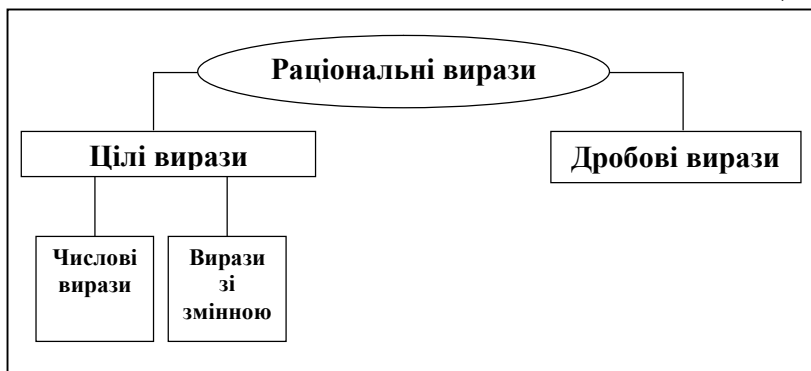 Раціональні вирази
Цілі вирази
Дробові вирази
Числові
вирази
Вирази
зі
змінною